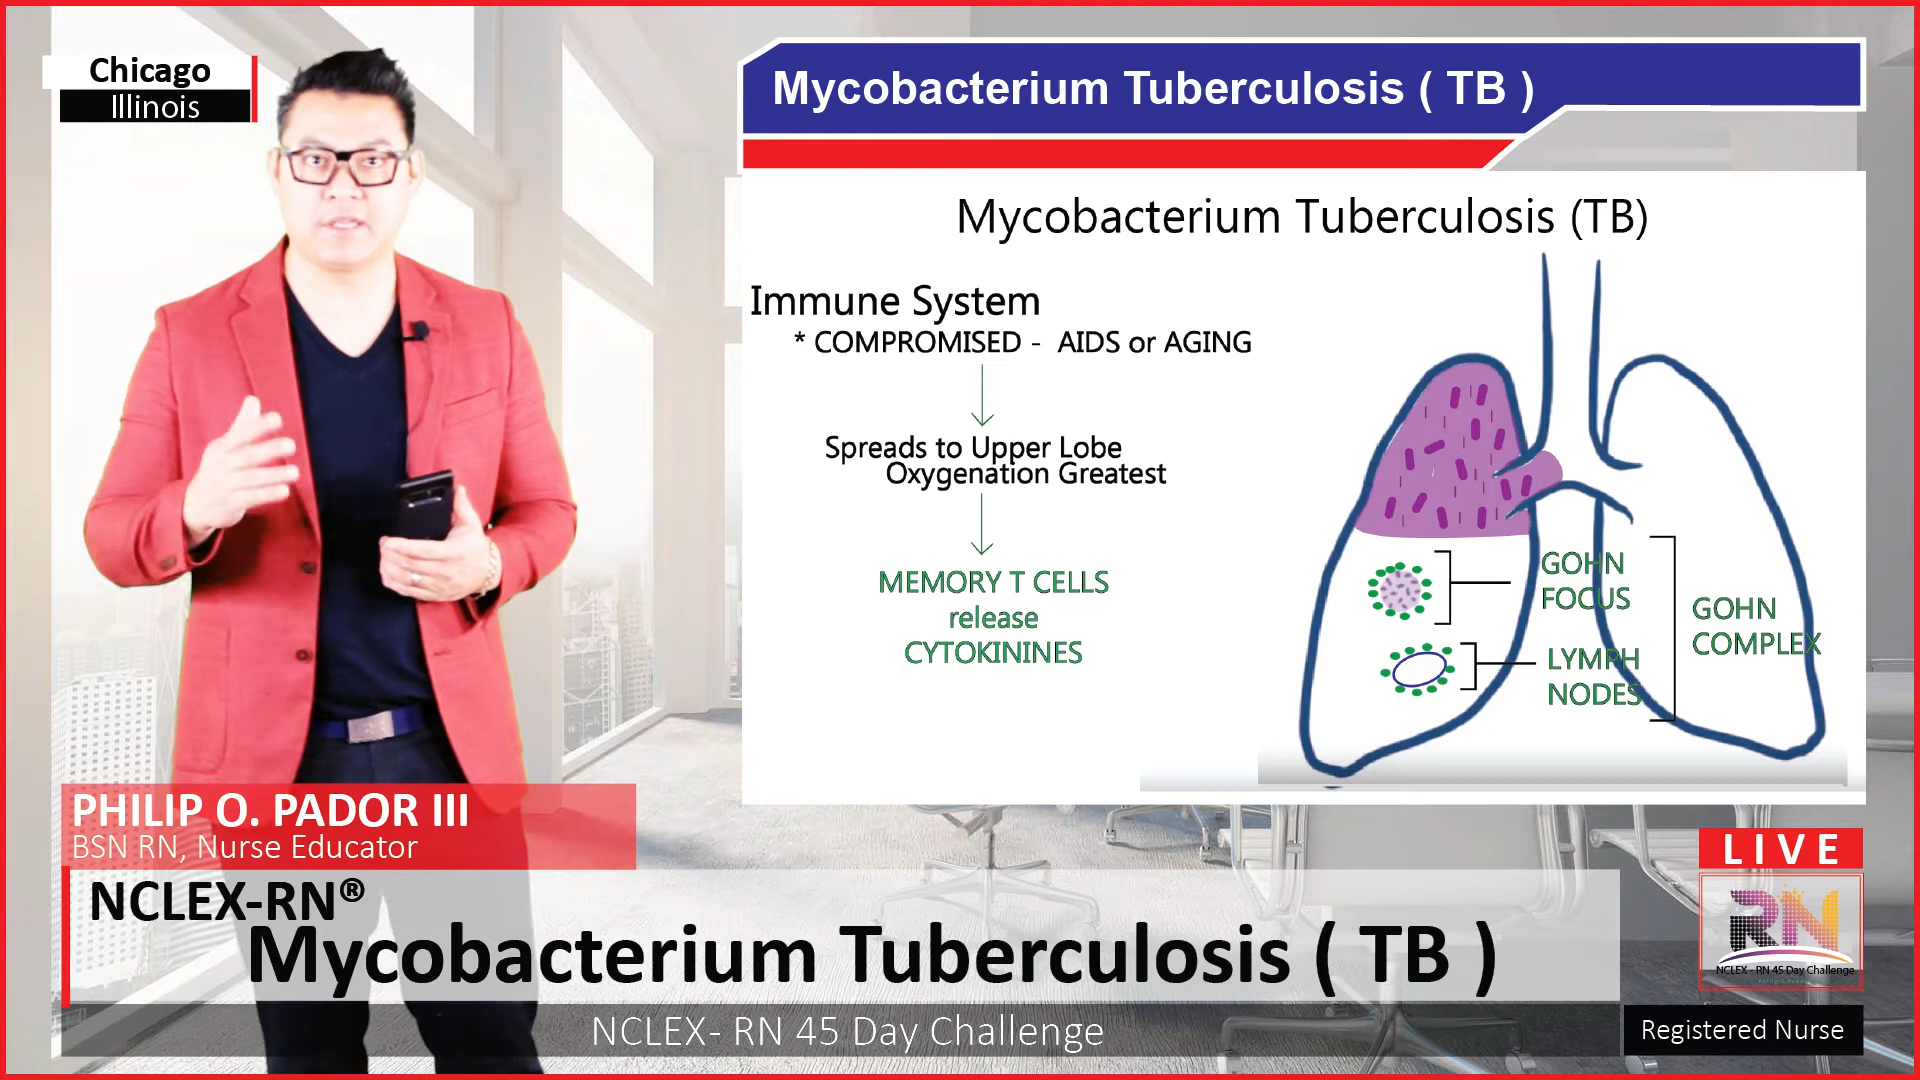 Chicago
Illinois
Mycobacterium Tuberculosis ( TB )
Mycobacterium Tuberculosis (TB)
Immune System
* COMPROMISED - AIDS or AGING
Spreads to Upper Lobe
Oxygenation Greatest
MEMORY T CELLS
release
CYTOKININES
GOHN
FOCUS
LYMPH
NODES
GOHN
COMPLEX
PHILIP O. PADOR III
BSN RN, Nurse Educator
NCLEX-RN®
Mycobacterium Tuberculosis ( TB )
NCLEX- RN 45 Day Challenge
LIVE
RN
NCLEX - RN 45 Day Challenge
Registered Nurse